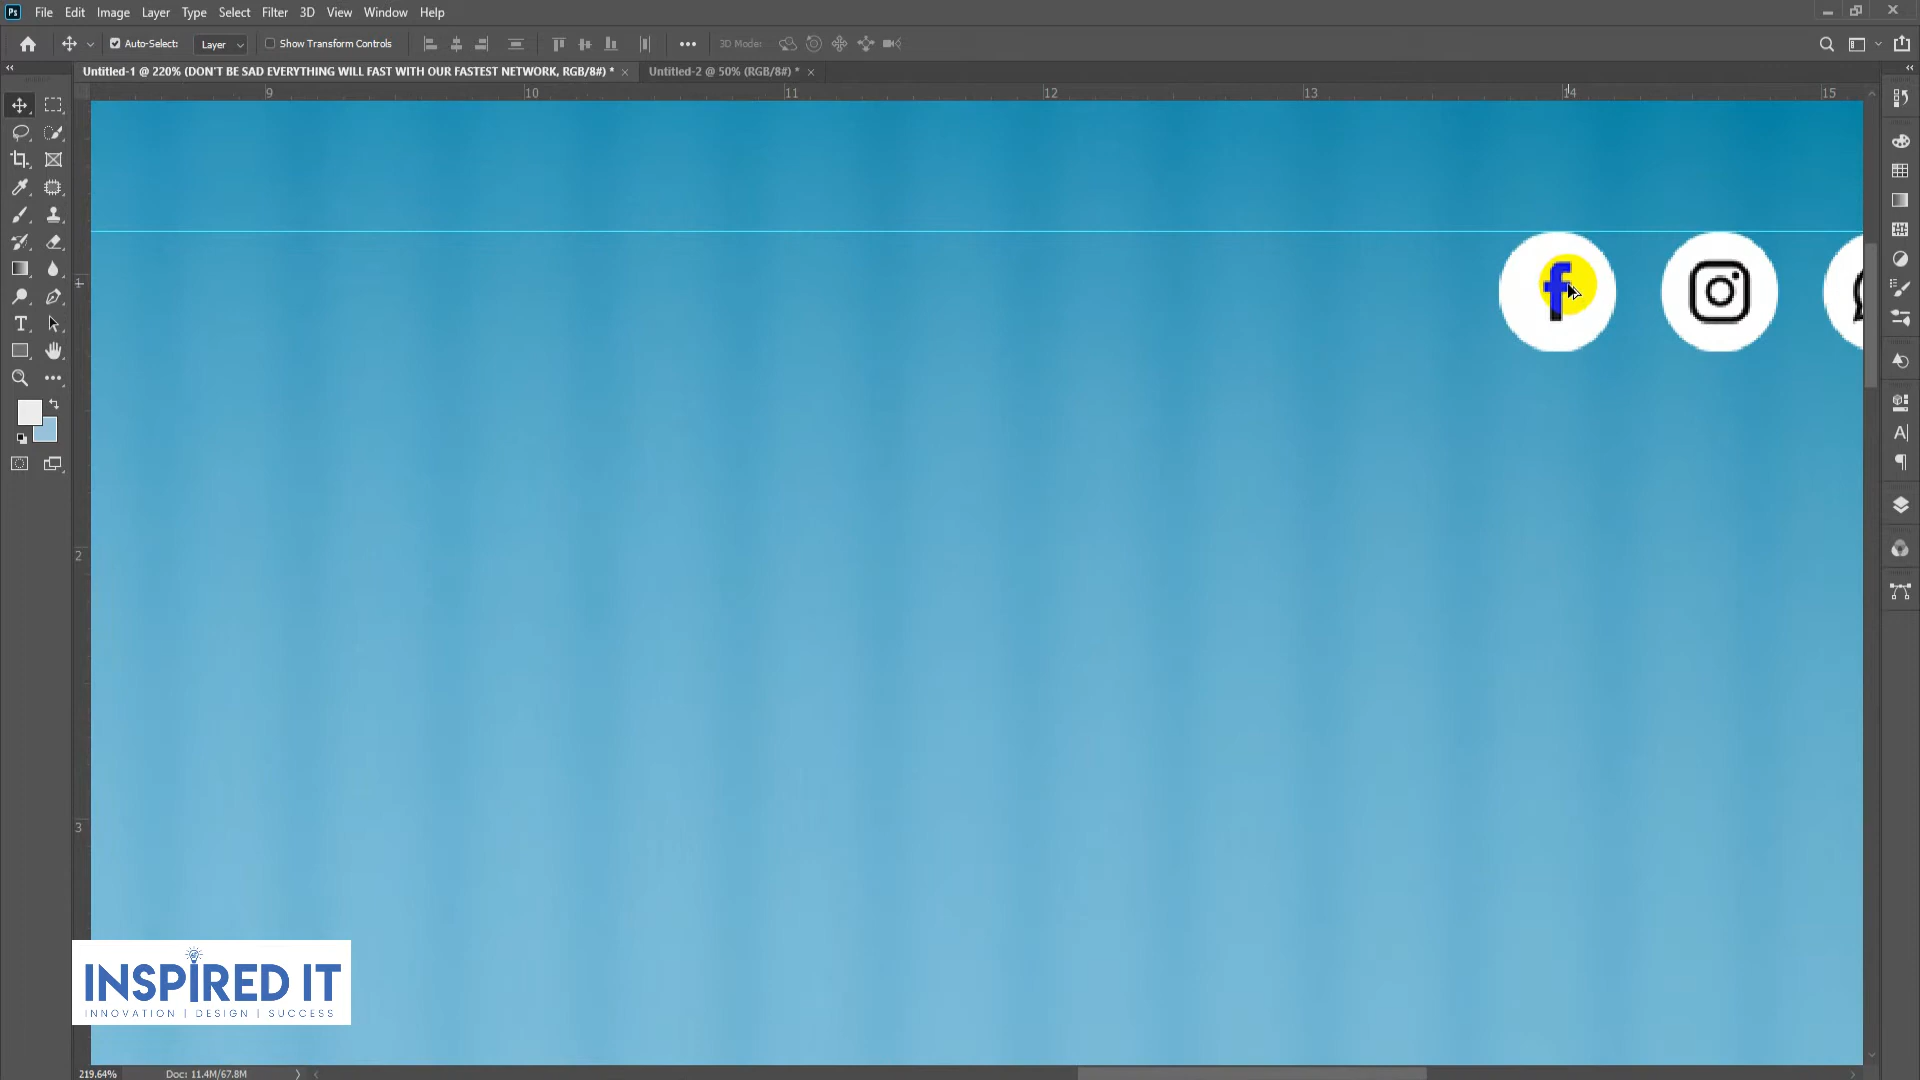 Ps File Edit Image Layer Type Select Filter 3D View Window Help
Auto-Select: Layer Show Transform Controls 3D Mode:
Untitled-1 @ 220% (DON'T BE SAD EVERYTHING WILL FAST WITH OUR FASTEST NETWORK, RGB/8#) * Untitled-2 @ 50% (RGB/8#) *
9 10 11 12 13 14 15
1
2
3
INSPIRED IT
INNOVATION | DESIGN | SUCCESS
219.64% Doc: 11.4M/67.8M